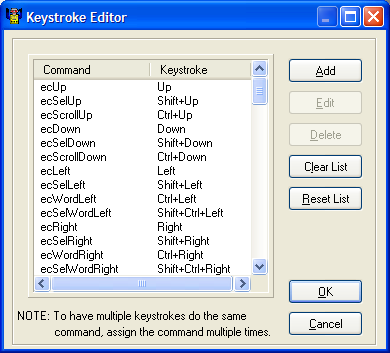 Keystroke Editor
Command Keystroke
ecUp Up
ecSelUp Shift+Up
ecScrollUp Ctrl+Up
ecDown Down
ecSelDown Shift+Down
ecScrollDown Ctrl+Down
ecLeft Left
ecSelLeft Shift+Left
ecWordLeft Ctrl+Left
ecSelWordLeft Shift+Ctrl+Left
ecRight Right
ecSelRight Shift+Right
ecWordRight Ctrl+Right
ecSelWordRight Shift+Ctrl+Right
Add
Edit
Delete
Clear List
Reset List
OK
Cancel
NOTE: To have multiple keystrokes do the same
command, assign the command multiple times.